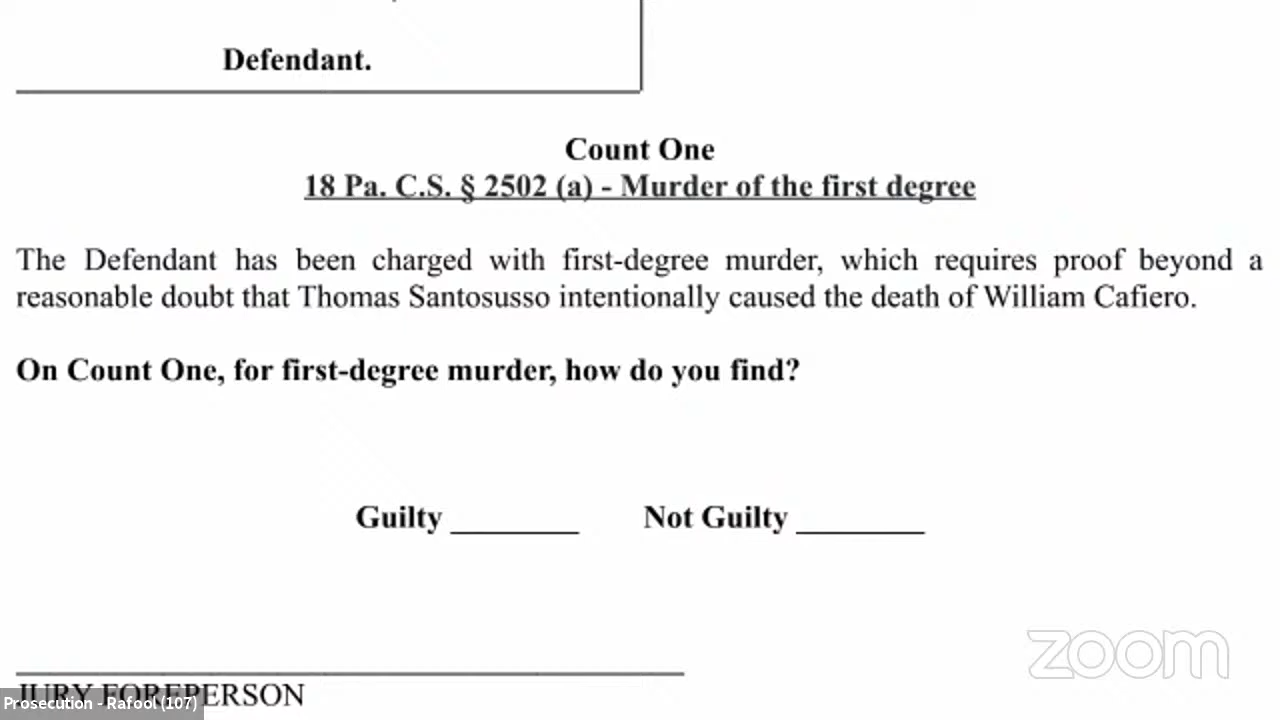 Defendant.
Count One
18 Pa. C.S. § 2502 (a) - Murder of the first degree
The Defendant has been charged with first-degree murder, which requires proof beyond a
reasonable doubt that Thomas Santosusso intentionally caused the death of William Cafiero.
On Count One, for first-degree murder, how do you find?
Guilty ________ Not Guilty ________
zoom
JURY FOREPERSON
Prosecution - Rafool (107)